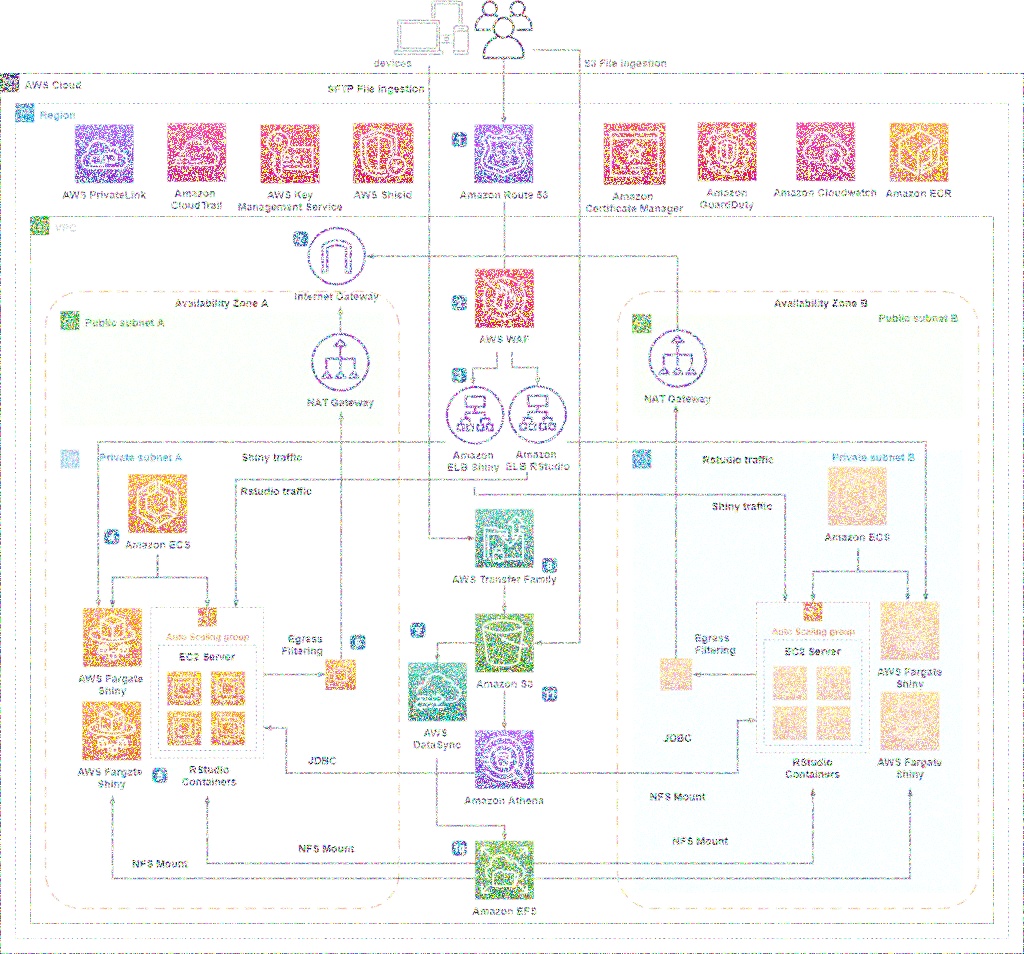 devices
S3 File ingestion
AWS Cloud
SFTP File ingestion
Region
AWS PrivateLink
Amazon
CloudTrail
AWS Key
Management Service
AWS Shield
Amazon Route 53
Amazon
Certificate Manager
Amazon
GuardDuty
Amazon Cloudwatch
Amazon ECR
VPC
Internet Gateway
Availability Zone A
Availability Zone B
Public subnet A
Public subnet B
AWS WAF
NAT Gateway
NAT Gateway
Amazon
ELB Shiny
Amazon
ELB RStudio
Private subnet A
Shiny traffic
Rstudio traffic
Private subnet B
Rstudio traffic
Shiny traffic
Amazon ECS
Amazon ECS
AWS Transfer Family
Auto Scaling group
EC2 Server
Egress
Filtering
Amazon S3
Egress
Filtering
Auto Scaling group
EC2 Server
AWS Fargate
Shiny
AWS Fargate
Shiny
AWS
DataSync
JDBC
JDBC
AWS Fargate
Shiny
RStudio
Containers
RStudio
Containers
AWS Fargate
Shiny
Amazon Athena
NFS Mount
NFS Mount
NFS Mount
NFS Mount
Amazon EFS